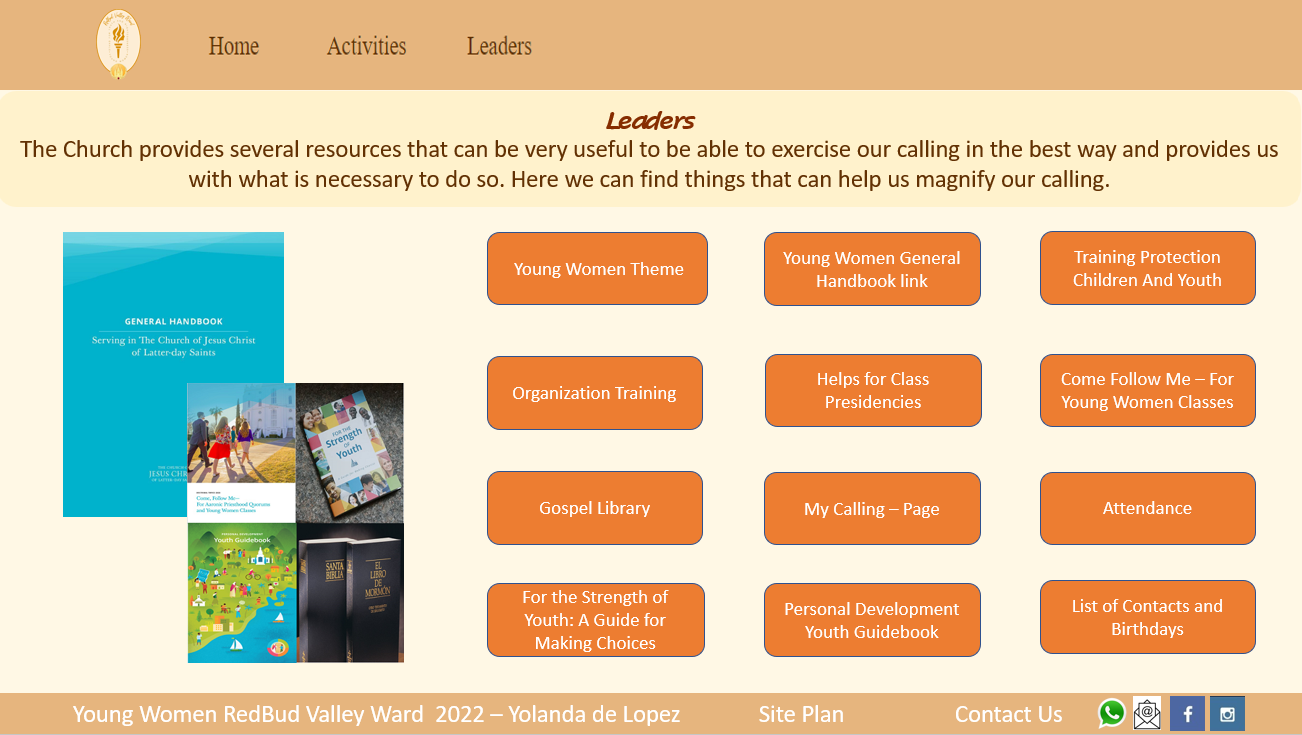 RedBud Valley Ward
Home
Activities
Leaders
Leaders
The Church provides several resources that can be very useful to be able to exercise our calling in the best way and provides us
with what is necessary to do so. Here we can find things that can help us magnify our calling.
GENERAL HANDBOOK
Serving in The Church of Jesus Christ
of Latter-day Saints
JESUS CHR
FOR THE
Strength
OF
Youth
Come, Follow Me—
For Aaronic Priesthood Quorums
and Young Women Classes
PERSONAL DEVELOPMENT
Youth Guidebook
SANTA
BIBLIA
EL
LIBRO
DE
MORMÓN
Young Women Theme
Young Women General
Handbook link
Training Protection
Children And Youth
Organization Training
Helps for Class
Presidencies
Come Follow Me – For
Young Women Classes
Gospel Library
My Calling – Page
Attendance
For the Strength of
Youth: A Guide for
Making Choices
Personal Development
Youth Guidebook
List of Contacts and
Birthdays
Young Women RedBud Valley Ward  2022 – Yolanda de Lopez
Site Plan
Contact Us